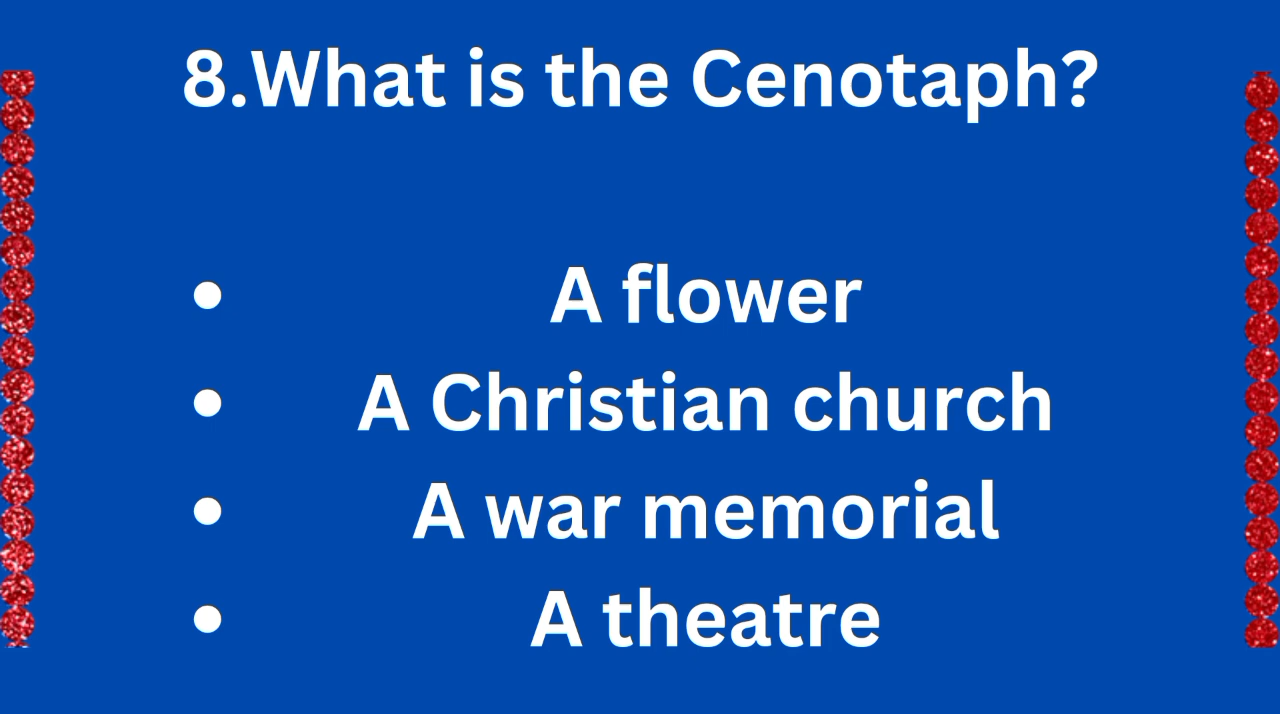 8.What is the Cenotaph?
• A flower
• A Christian church
• A war memorial
• A theatre